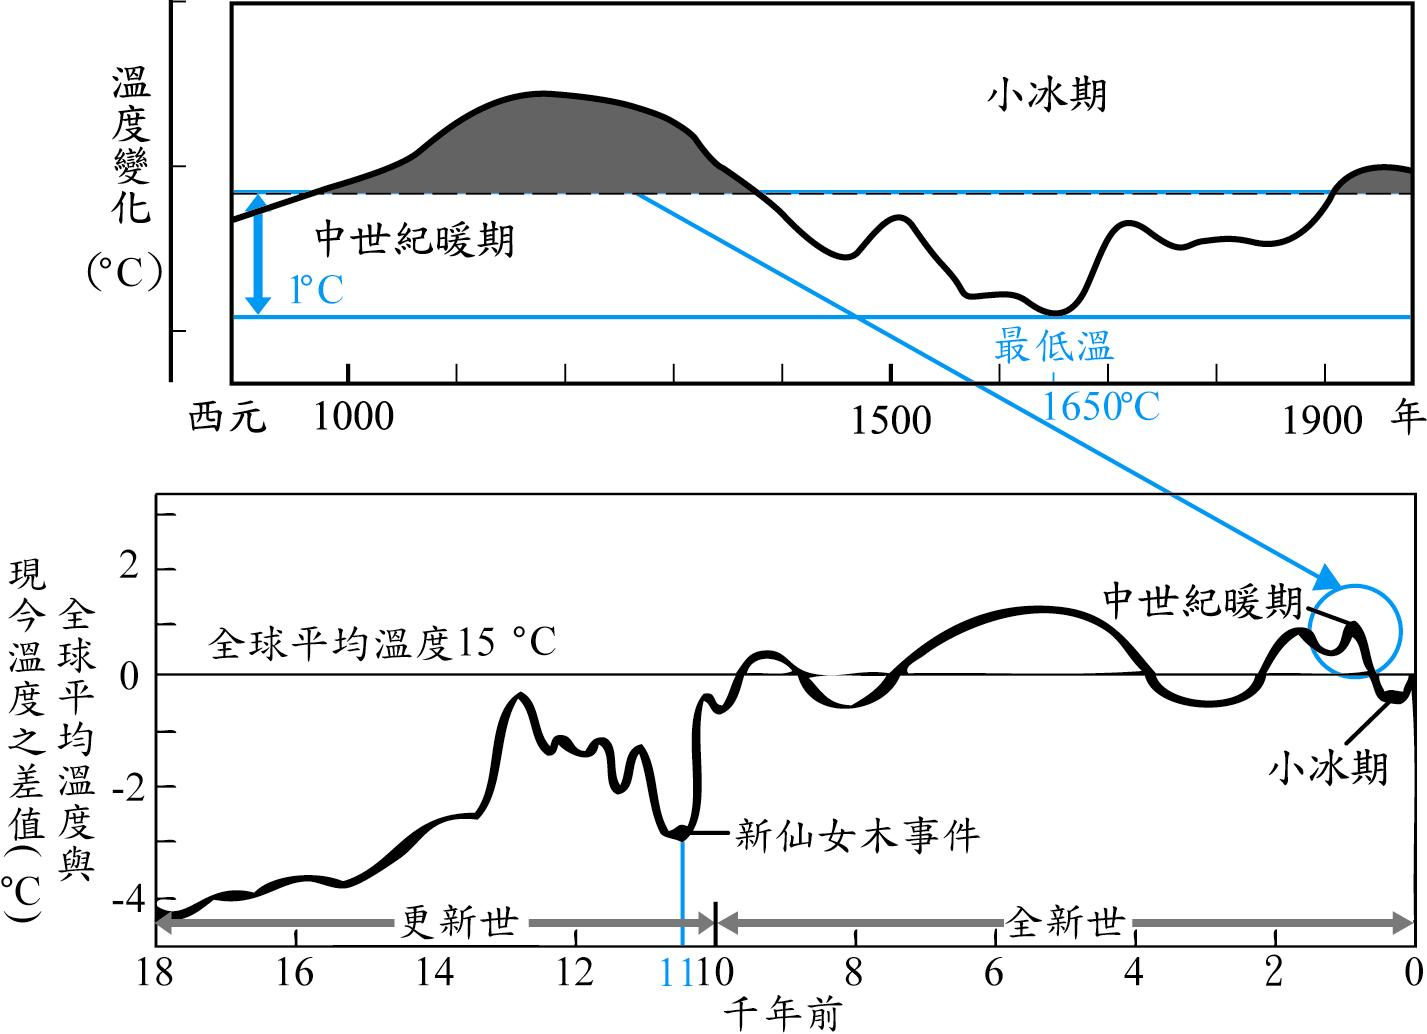 溫度變化
(°C)
小冰期
中世紀暖期
1°C
最低溫
1650°C
西元
1000
1500
1900
年
現今溫度之差值(°C)
全球平均溫度與
2
0
-2
-4
全球平均溫度15 °C
中世紀暖期
小冰期
新仙女木事件
更新世
全新世
18
16
14
12
11
10
8
6
4
2
0
千年前